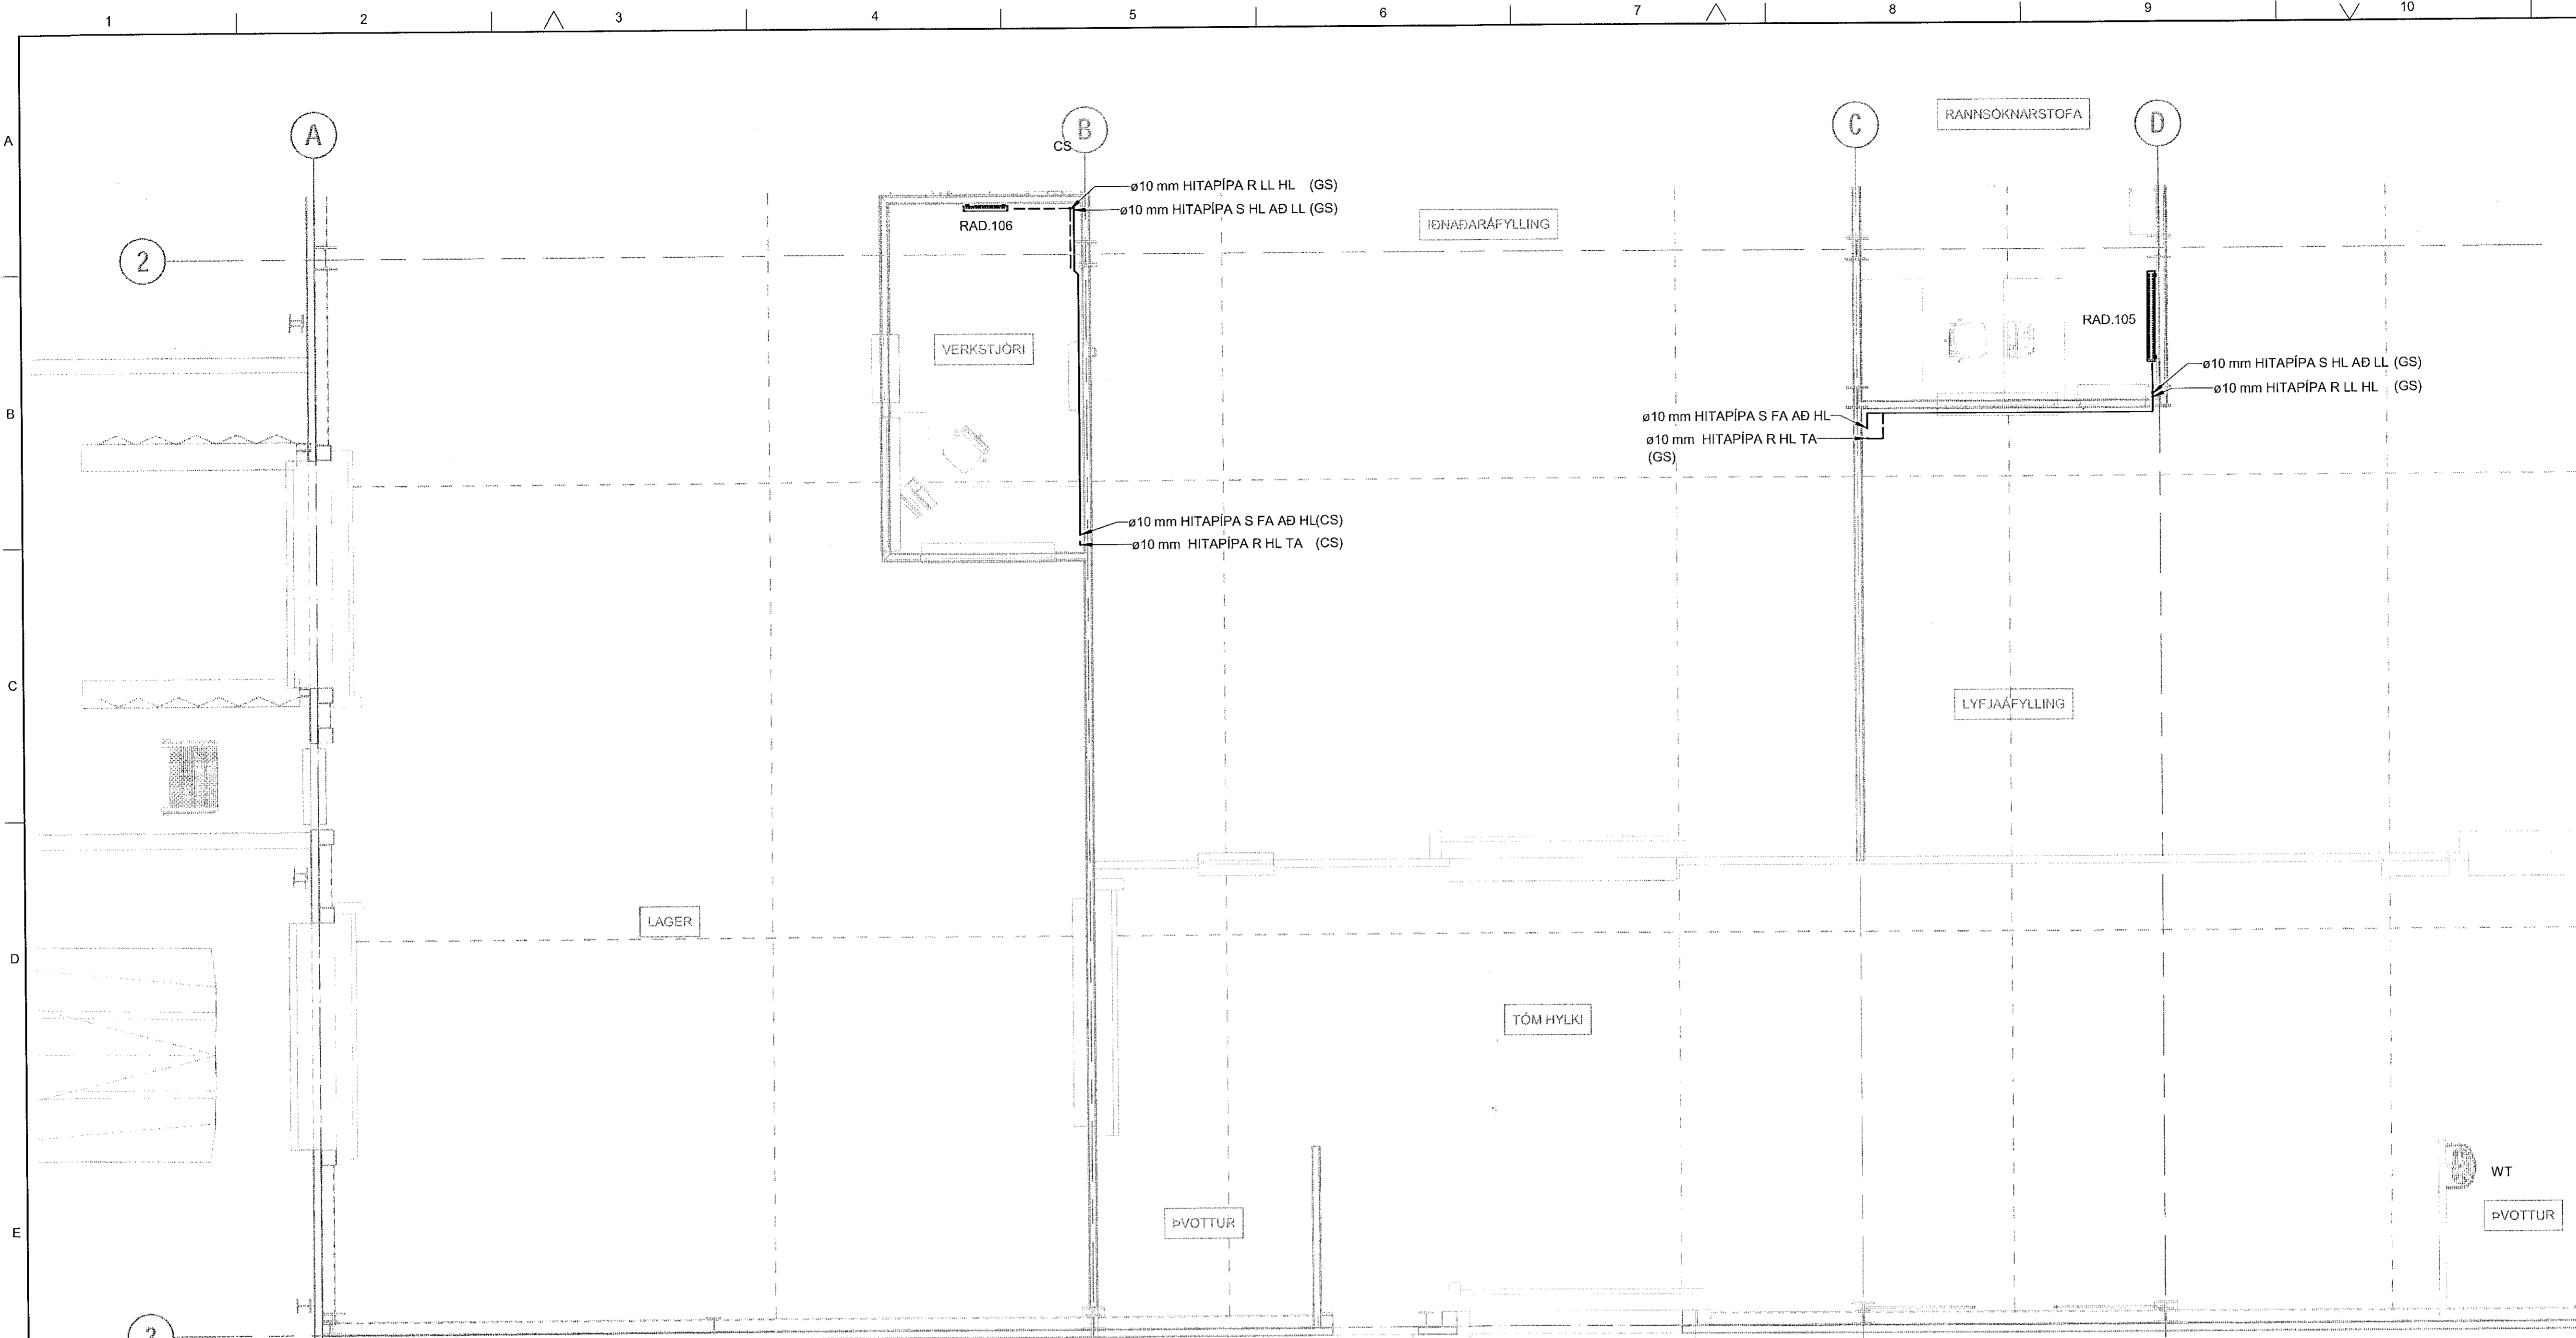 1 2 3 4 5 6 7 8 9 10
A
B
C
D
E
A
B
C
D
CS
RANNSÓKNARSTOFA
ø10 mm HITAPÍPA R LL HL (GS)
ø10 mm HITAPÍPA S HL AÐ LL (GS)
RAD.106
IÐNAÐARÁFYLLING
2
RAD.105
VERKSTJÓRI
ø10 mm HITAPÍPA S HL AÐ LL (GS)
ø10 mm HITAPÍPA R LL HL (GS)
ø10 mm HITAPÍPA S FA AÐ HL
ø10 mm HITAPÍPA R HL TA
(GS)
ø10 mm HITAPÍPA S FA AÐ HL(CS)
ø10 mm HITAPÍPA R HL TA (CS)
LYFJAÁFYLLING
LAGER
TÓM HYLKI
WT
ÞVOTTUR
ÞVOTTUR